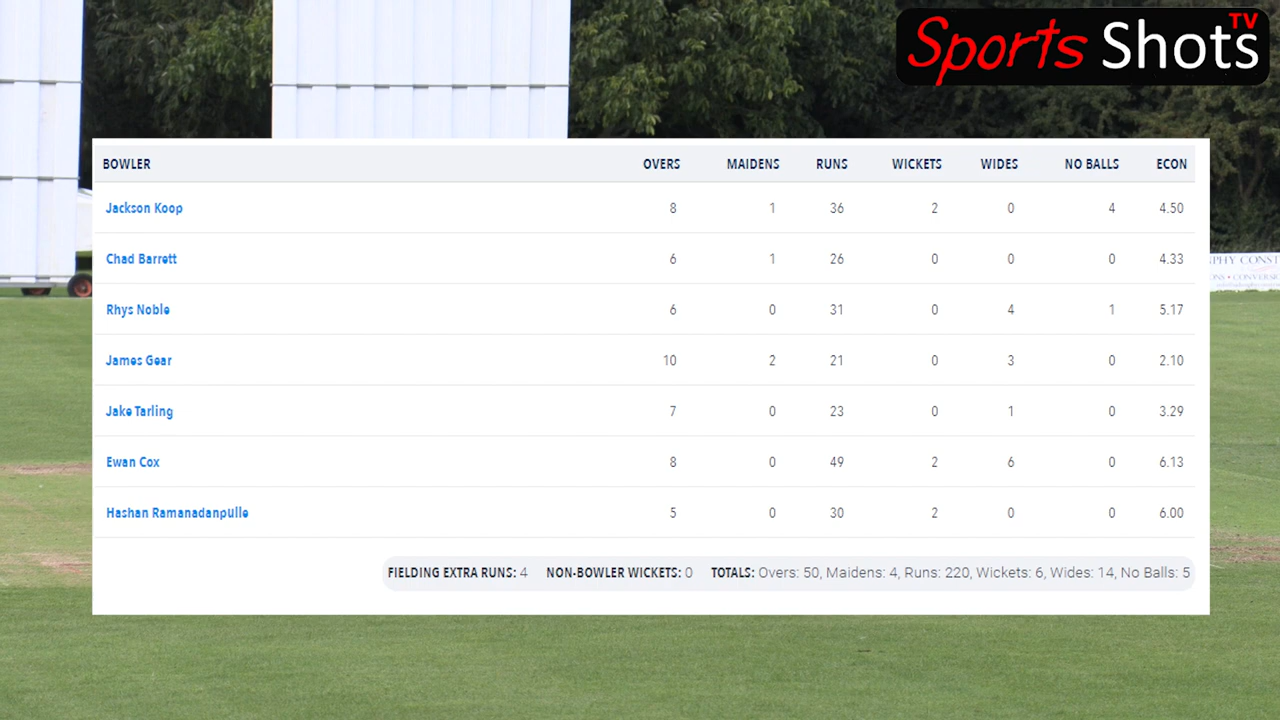 Sports Shots TV
BOWLER OVERS MAIDENS RUNS WICKETS WIDES NO BALLS ECON
Jackson Koop 8 1 36 2 0 4 4.50
Chad Barrett 6 1 26 0 0 0 4.33
Rhys Noble 6 0 31 0 4 1 5.17
James Gear 10 2 21 0 3 0 2.10
Jake Tarling 7 0 23 0 1 0 3.29
Ewan Cox 8 0 49 2 6 0 6.13
Hashan Ramanadanpulle 5 0 30 2 0 0 6.00
FIELDING EXTRA RUNS: 4 NON-BOWLER WICKETS: 0 TOTALS: Overs: 50, Maidens: 4, Runs: 220, Wickets: 6, Wides: 14, No Balls: 5
PHY CONST